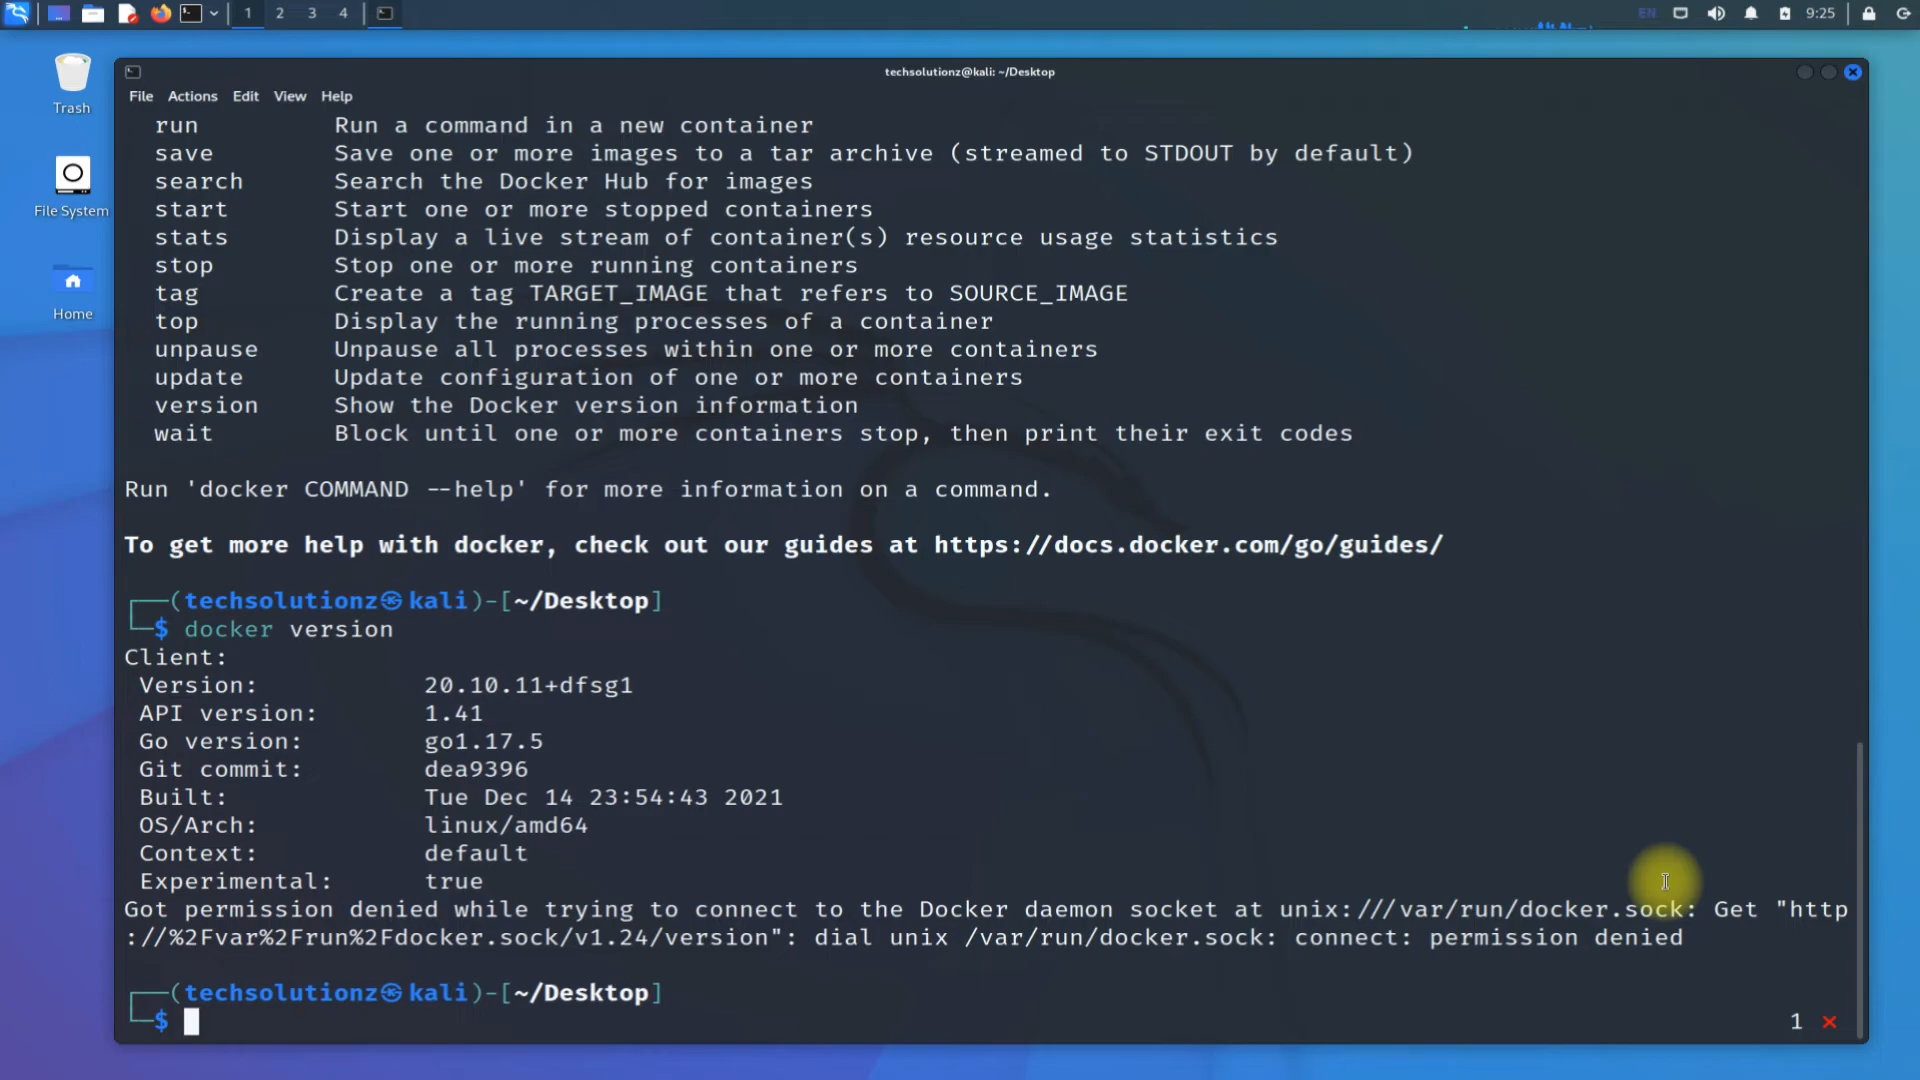 1 2 3 4
EN 9:25
Trash
File System
Home
techsolutionz@kali: ~/Desktop
File Actions Edit View Help
run Run a command in a new container
save Save one or more images to a tar archive (streamed to STDOUT by default)
search Search the Docker Hub for images
start Start one or more stopped containers
stats Display a live stream of container(s) resource usage statistics
stop Stop one or more running containers
tag Create a tag TARGET_IMAGE that refers to SOURCE_IMAGE
top Display the running processes of a container
unpause Unpause all processes within one or more containers
update Update configuration of one or more containers
version Show the Docker version information
wait Block until one or more containers stop, then print their exit codes
Run 'docker COMMAND --help' for more information on a command.
To get more help with docker, check out our guides at https://docs.docker.com/go/guides/
┌──(techsolutionz㉿kali)-[~/Desktop]
└─$ docker version
Client:
Version: 20.10.11+dfsg1
API version: 1.41
Go version: go1.17.5
Git commit: dea9396
Built: Tue Dec 14 23:54:43 2021
OS/Arch: linux/amd64
Context: default
Experimental: true
Got permission denied while trying to connect to the Docker daemon socket at unix:///var/run/docker.sock: Get "http
://%2Fvar%2Frun%2Fdocker.sock/v1.24/version": dial unix /var/run/docker.sock: connect: permission denied
┌──(techsolutionz㉿kali)-[~/Desktop]
└─$ 1 ⨯